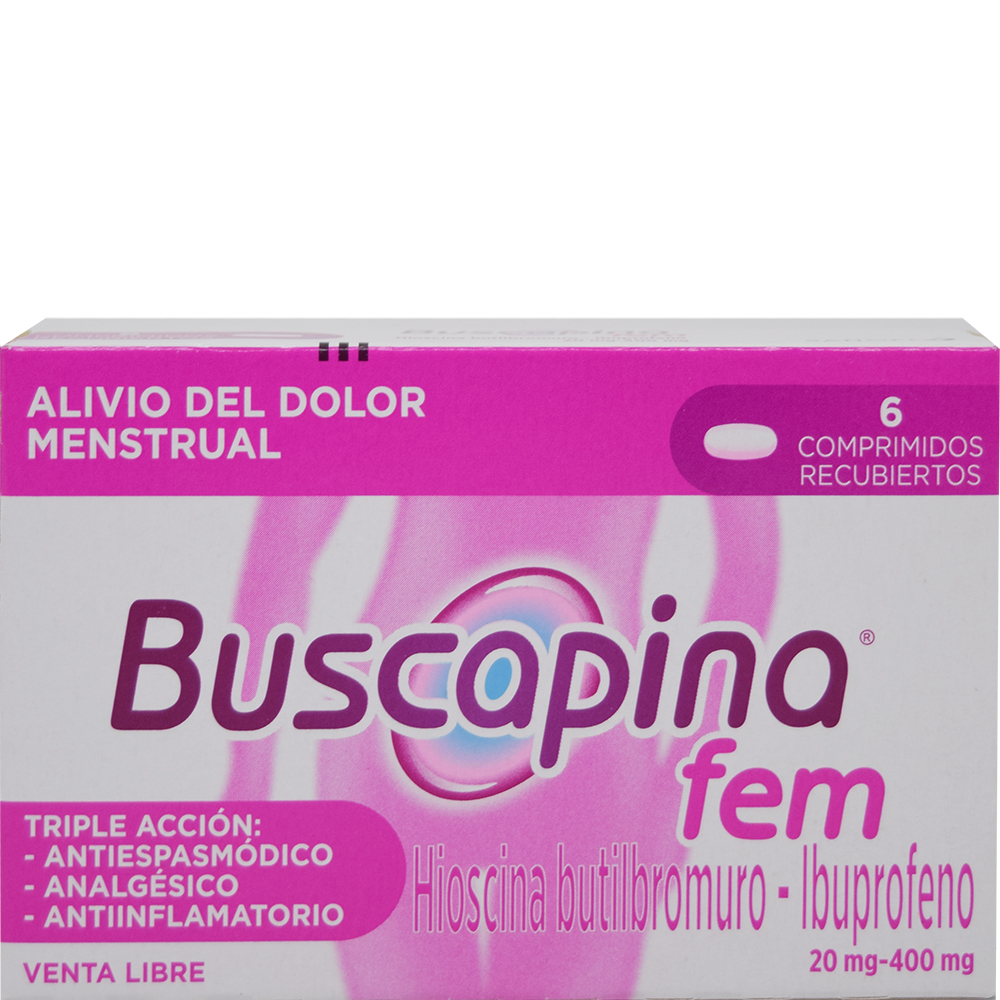 Buscapina
ALIVIO DEL DOLOR
MENSTRUAL
6
COMPRIMIDOS
RECUBIERTOS
Buscapina®
fem
TRIPLE ACCIÓN:
- ANTIESPASMÓDICO
- ANALGÉSICO
- ANTIINFLAMATORIO
Hioscina butilbromuro - Ibuprofeno
20 mg-400 mg
VENTA LIBRE